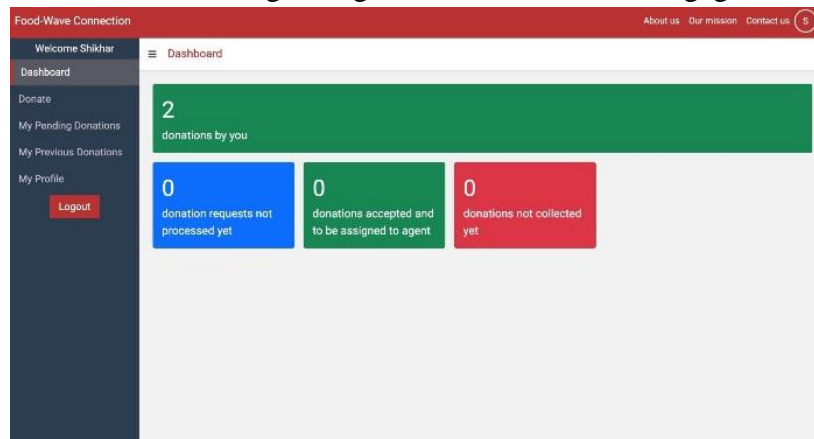 Food-Wave Connection
About us Our mission Contact us S
Welcome Shikhar
≡ Dashboard
Dashboard
Donate
My Pending Donations
My Previous Donations
My Profile
Logout
2
donations by you
0
donation requests not
processed yet
0
donations accepted and
to be assigned to agent
0
donations not collected
yet